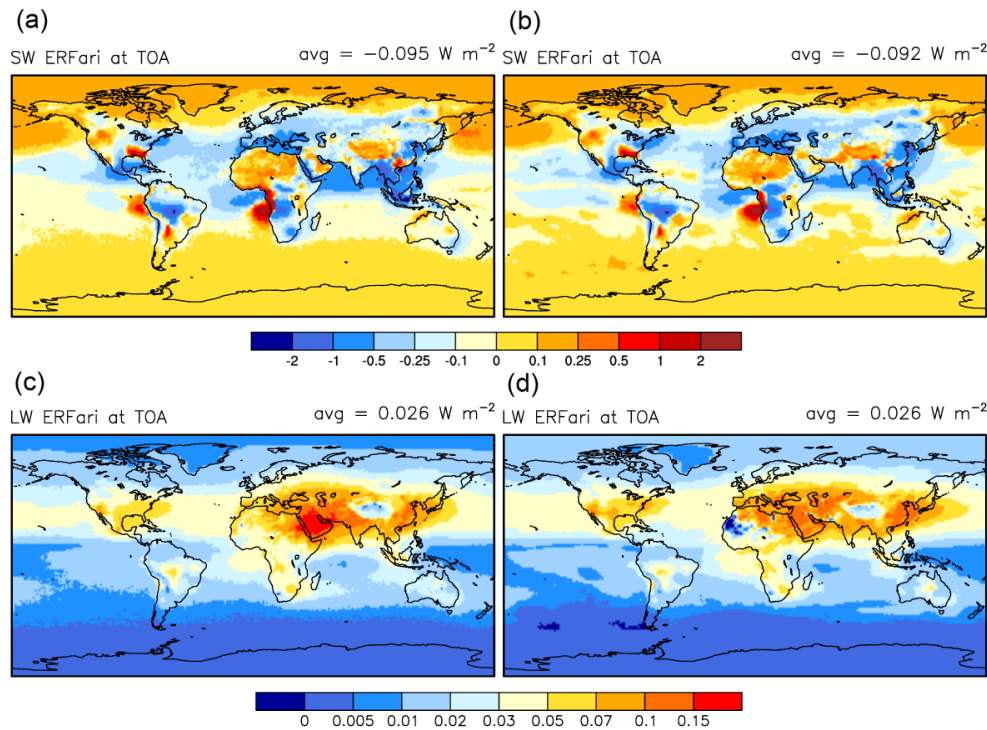 (a) (b)
SW ERFari at TOA avg = −0.095 W m⁻² SW ERFari at TOA avg = −0.092 W m⁻²
-2 -1 -0.5 -0.25 -0.1 0 0.1 0.25 0.5 1 2
(c) (d)
LW ERFari at TOA avg = 0.026 W m⁻² LW ERFari at TOA avg = 0.026 W m⁻²
0 0.005 0.01 0.02 0.03 0.05 0.07 0.1 0.15